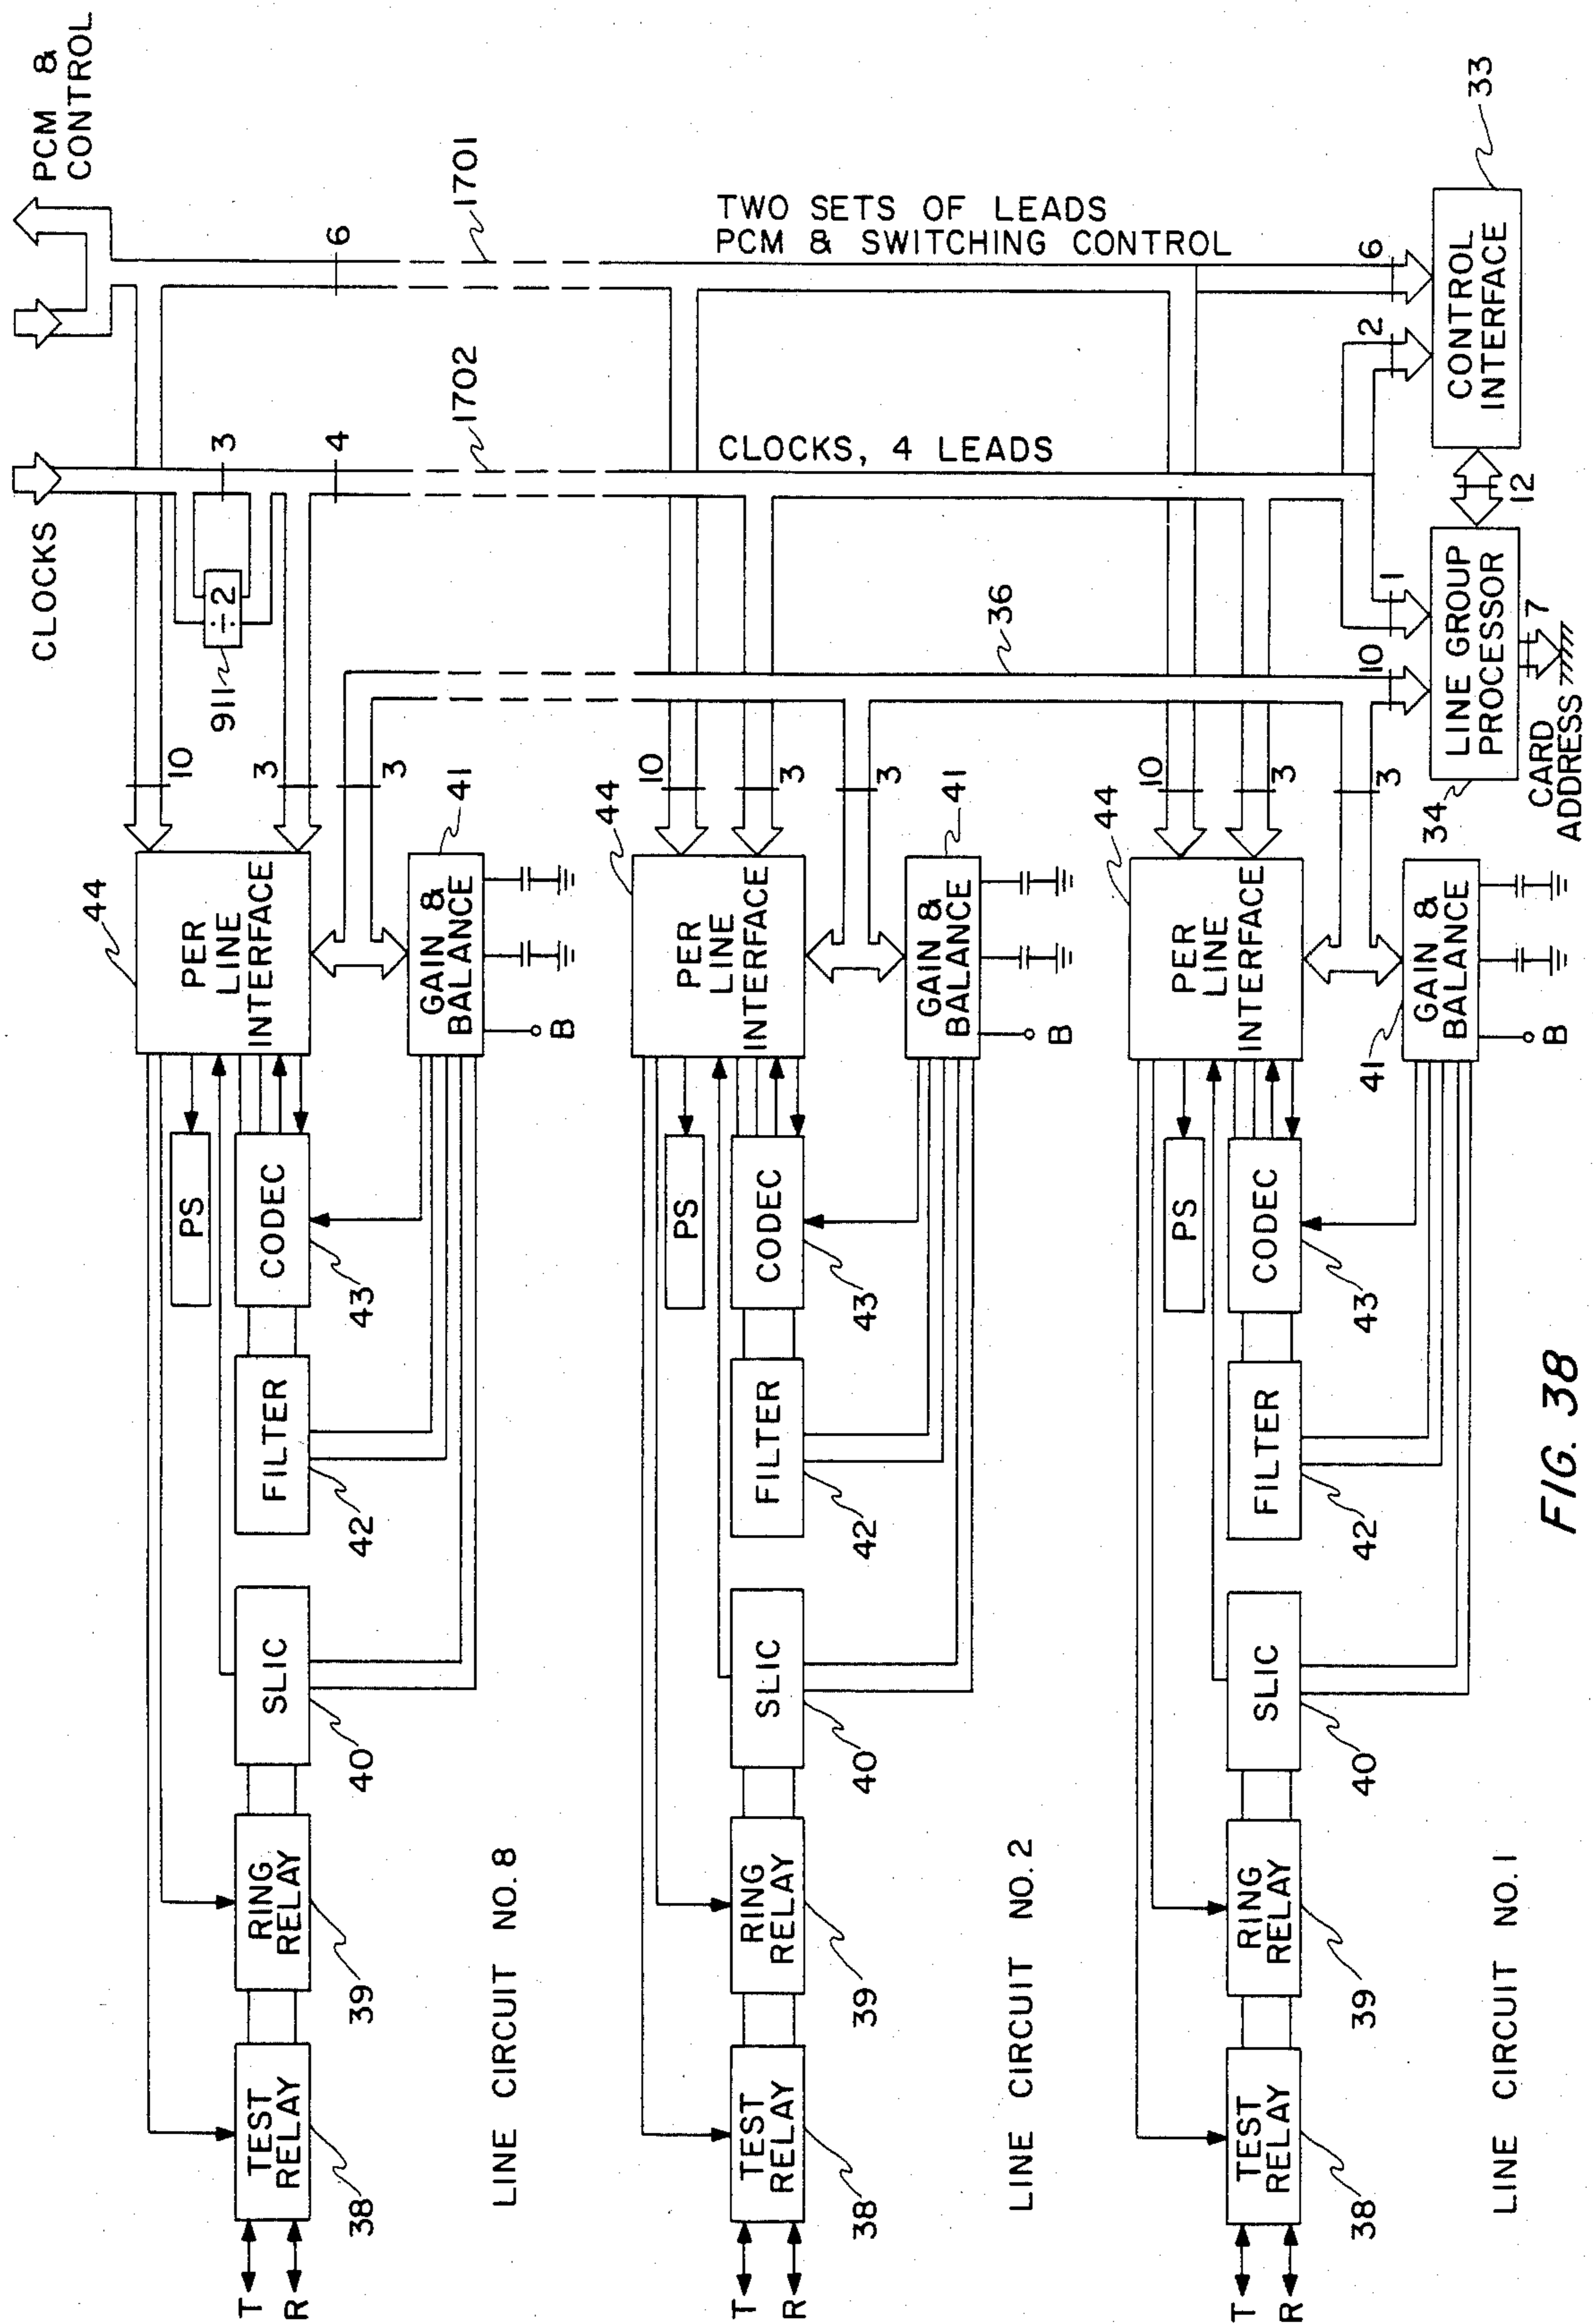 PCM &
CONTROL
CLOCKS
3
911
÷2
6
4
1701
1702
TWO SETS OF LEADS
PCM & SWITCHING CONTROL
CLOCKS, 4 LEADS
36
10
3
3
44
PER
LINE
INTERFACE
41
GAIN &
BALANCE
B
PS
CODEC
43
FILTER
42
SLIC
40
RING
RELAY
39
TEST
RELAY
38
T
R
LINE CIRCUIT NO. 8
10
3
3
44
PER
LINE
INTERFACE
41
GAIN &
BALANCE
B
PS
CODEC
43
FILTER
42
SLIC
40
RING
RELAY
39
TEST
RELAY
38
T
R
LINE CIRCUIT NO. 2
10
3
3
44
PER
LINE
INTERFACE
41
GAIN &
BALANCE
B
PS
CODEC
43
FILTER
42
SLIC
40
RING
RELAY
39
TEST
RELAY
38
T
R
LINE CIRCUIT NO. 1
6
2
CONTROL
INTERFACE
33
12
1
10
LINE GROUP
PROCESSOR
34
7
CARD
ADDRESS
FIG. 38